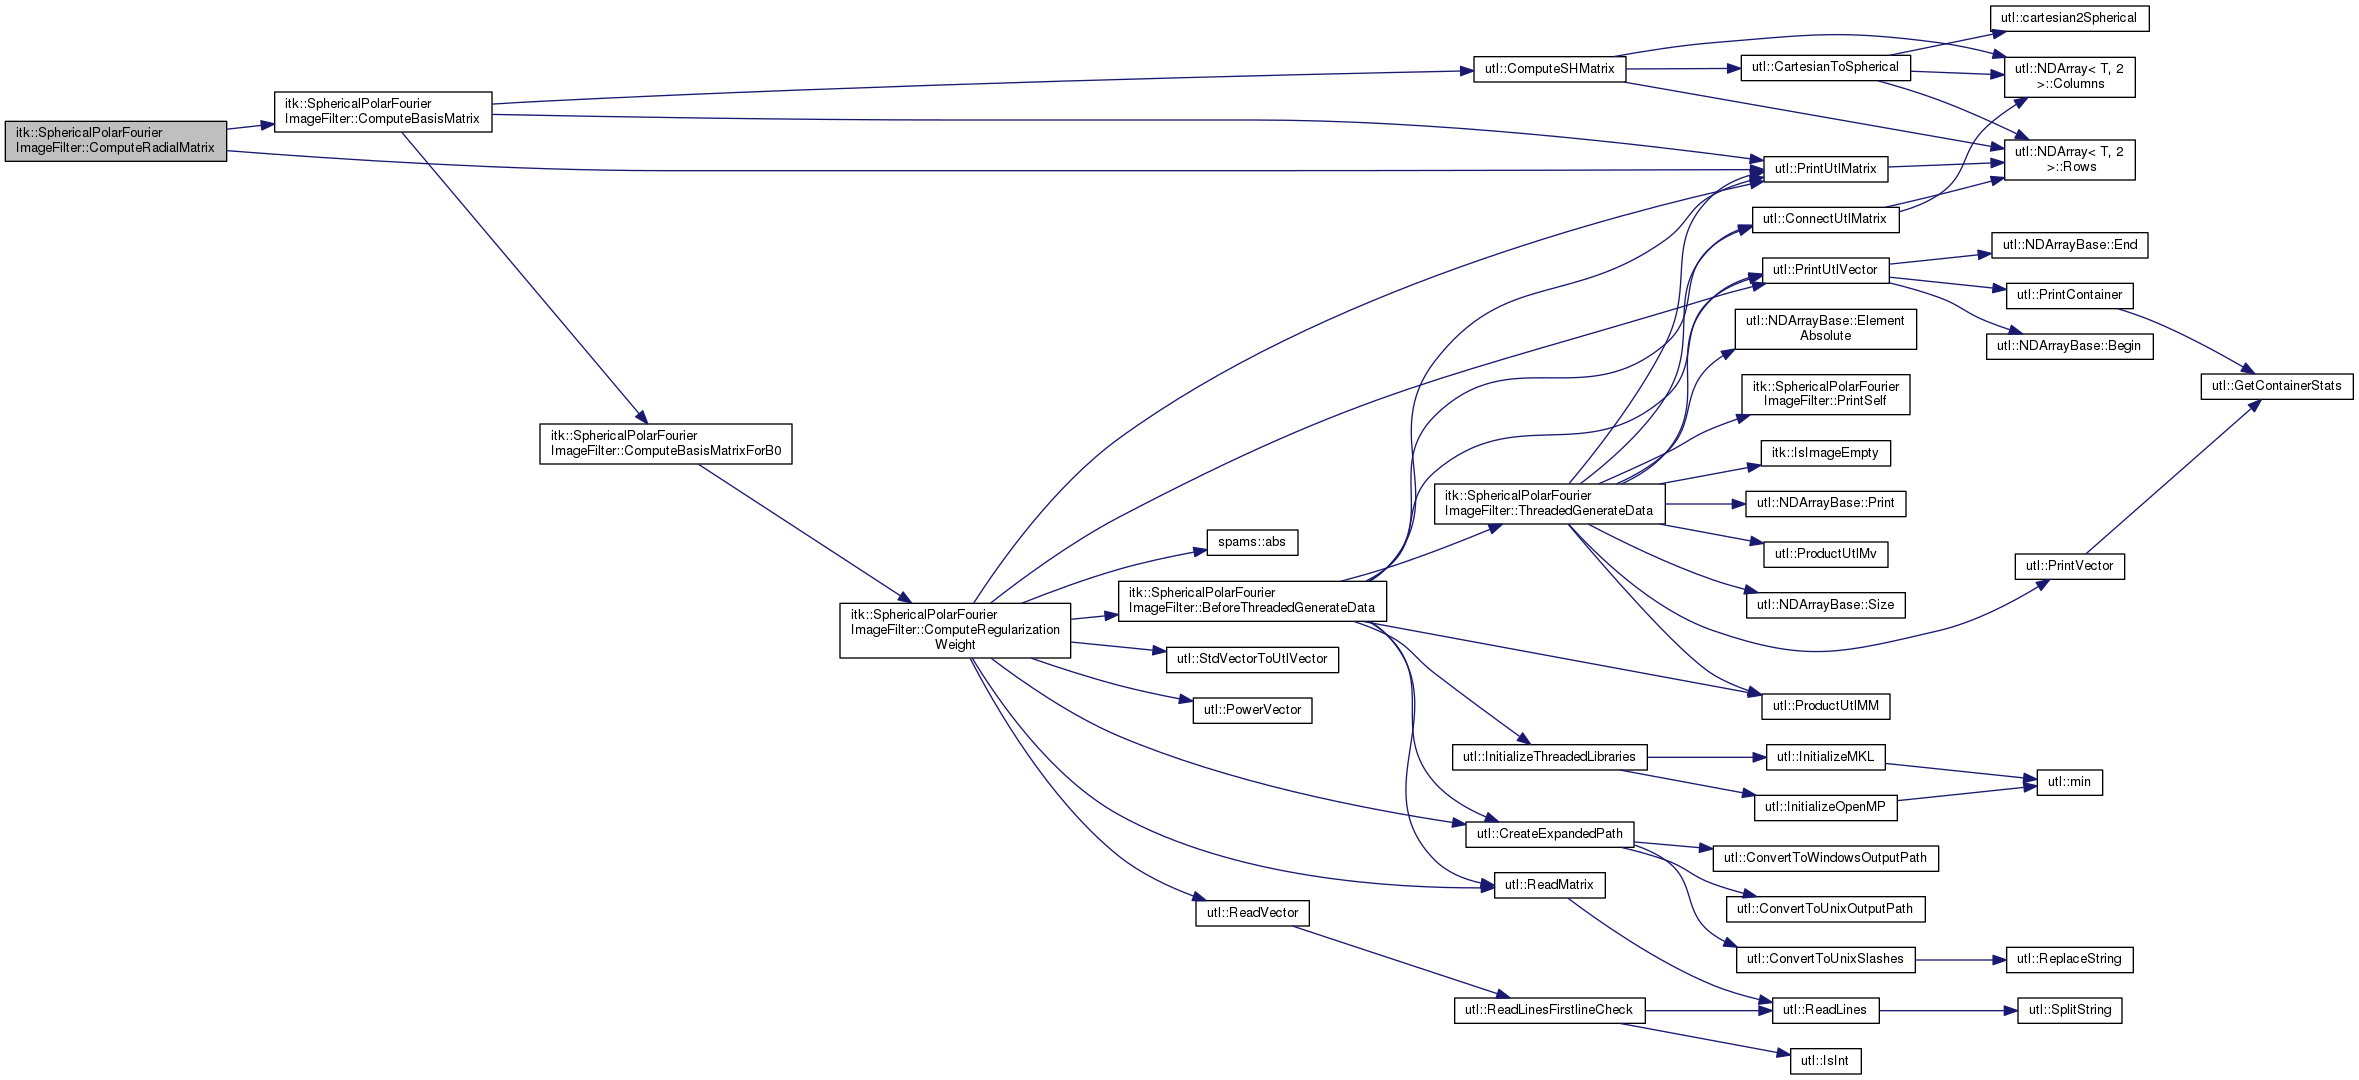 itk::SphericalPolarFourier
ImageFilter::ComputeRadialMatrix
itk::SphericalPolarFourier
ImageFilter::ComputeBasisMatrix
itk::SphericalPolarFourier
ImageFilter::ComputeBasisMatrixForB0
itk::SphericalPolarFourier
ImageFilter::ComputeRegularization
Weight
spams::abs
itk::SphericalPolarFourier
ImageFilter::BeforeThreadedGenerateData
utl::StdVectorToUtlVector
utl::PowerVector
utl::ReadVector
utl::ComputeSHMatrix
itk::SphericalPolarFourier
ImageFilter::ThreadedGenerateData
utl::InitializeThreadedLibraries
utl::CreateExpandedPath
utl::ReadMatrix
utl::ReadLinesFirstlineCheck
utl::CartesianToSpherical
utl::PrintUtlMatrix
utl::ConnectUtlMatrix
utl::PrintUtlVector
utl::NDArrayBase::Element
Absolute
itk::SphericalPolarFourier
ImageFilter::PrintSelf
itk::IsImageEmpty
utl::NDArrayBase::Print
utl::ProductUtlMv
utl::NDArrayBase::Size
utl::ProductUtlMM
utl::InitializeMKL
utl::InitializeOpenMP
utl::ConvertToWindowsOutputPath
utl::ConvertToUnixOutputPath
utl::ConvertToUnixSlashes
utl::ReadLines
utl::IsInt
utl::cartesian2Spherical
utl::NDArray< T, 2
>::Columns
utl::NDArray< T, 2
>::Rows
utl::NDArrayBase::End
utl::PrintContainer
utl::NDArrayBase::Begin
utl::PrintVector
utl::min
utl::ReplaceString
utl::SplitString
utl::GetContainerStats